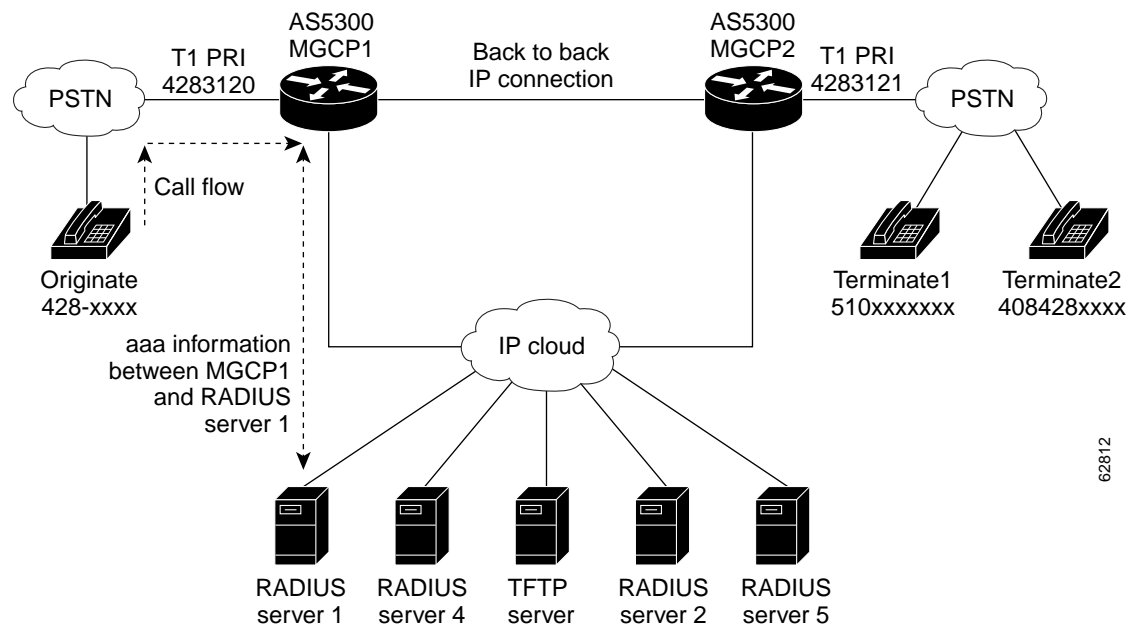 AS5300
MGCP1
AS5300
MGCP2
T1 PRI
4283120
Back to back
IP connection
T1 PRI
4283121
PSTN
PSTN
Call flow
Originate
428-xxxx
Terminate1
510xxxxxxx
Terminate2
408428xxxx
aaa information
between MGCP1
and RADIUS
server 1
IP cloud
62812
RADIUS
server 1
RADIUS
server 4
TFTP
server
RADIUS
server 2
RADIUS
server 5